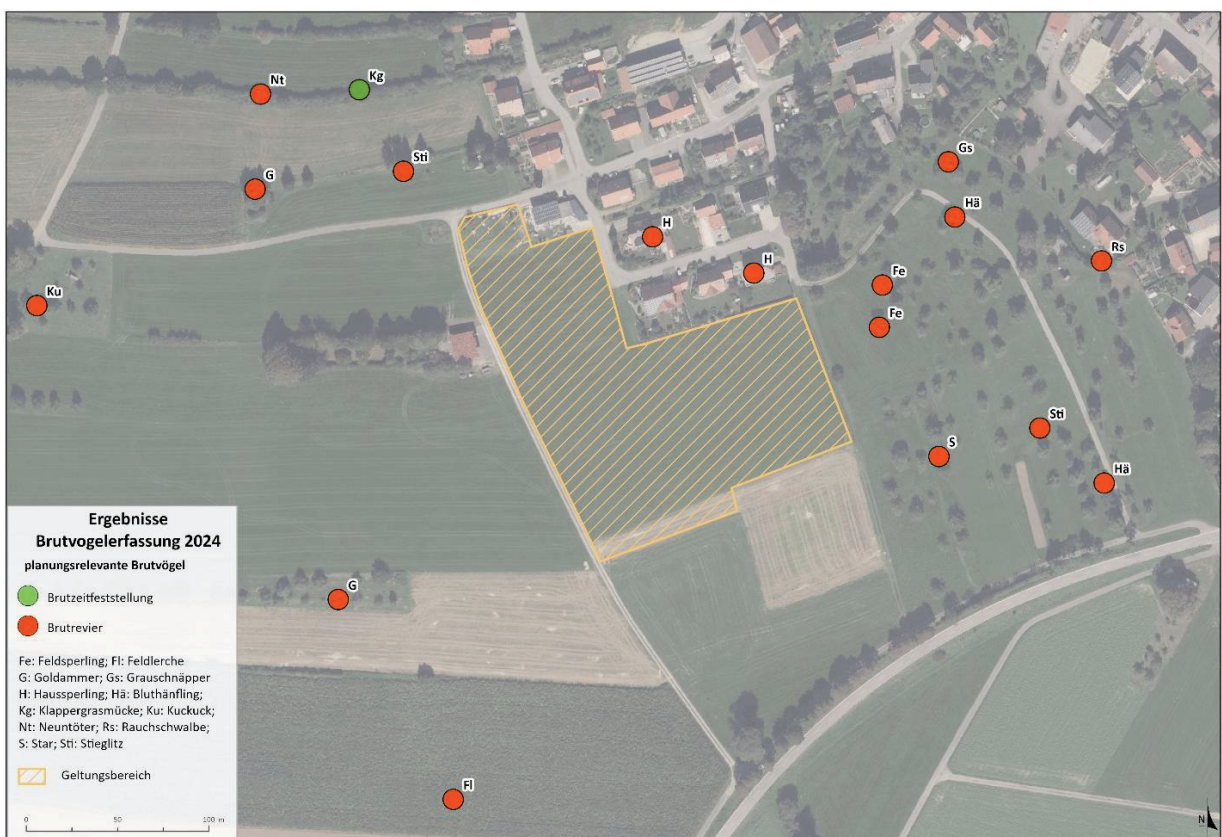 Nt
Kg
Sti
G
Gs
Hä
H
Rs
H
Fe
Ku
Fe
Sti
S
Hä
G
Fl
Ergebnisse
Brutvogelerfassung 2024
planungsrelevante Brutvögel
Brutzeitfeststellung
Brutrevier
Fe: Feldsperling; Fl: Feldlerche
G: Goldammer; Gs: Grauschnäpper
H: Haussperling; Hä: Bluthänfling;
Kg: Klappergrasmücke; Ku: Kuckuck;
Nt: Neuntöter; Rs: Rauchschwalbe;
S: Star; Sti: Stieglitz
Geltungsbereich
0 50 100 m
N